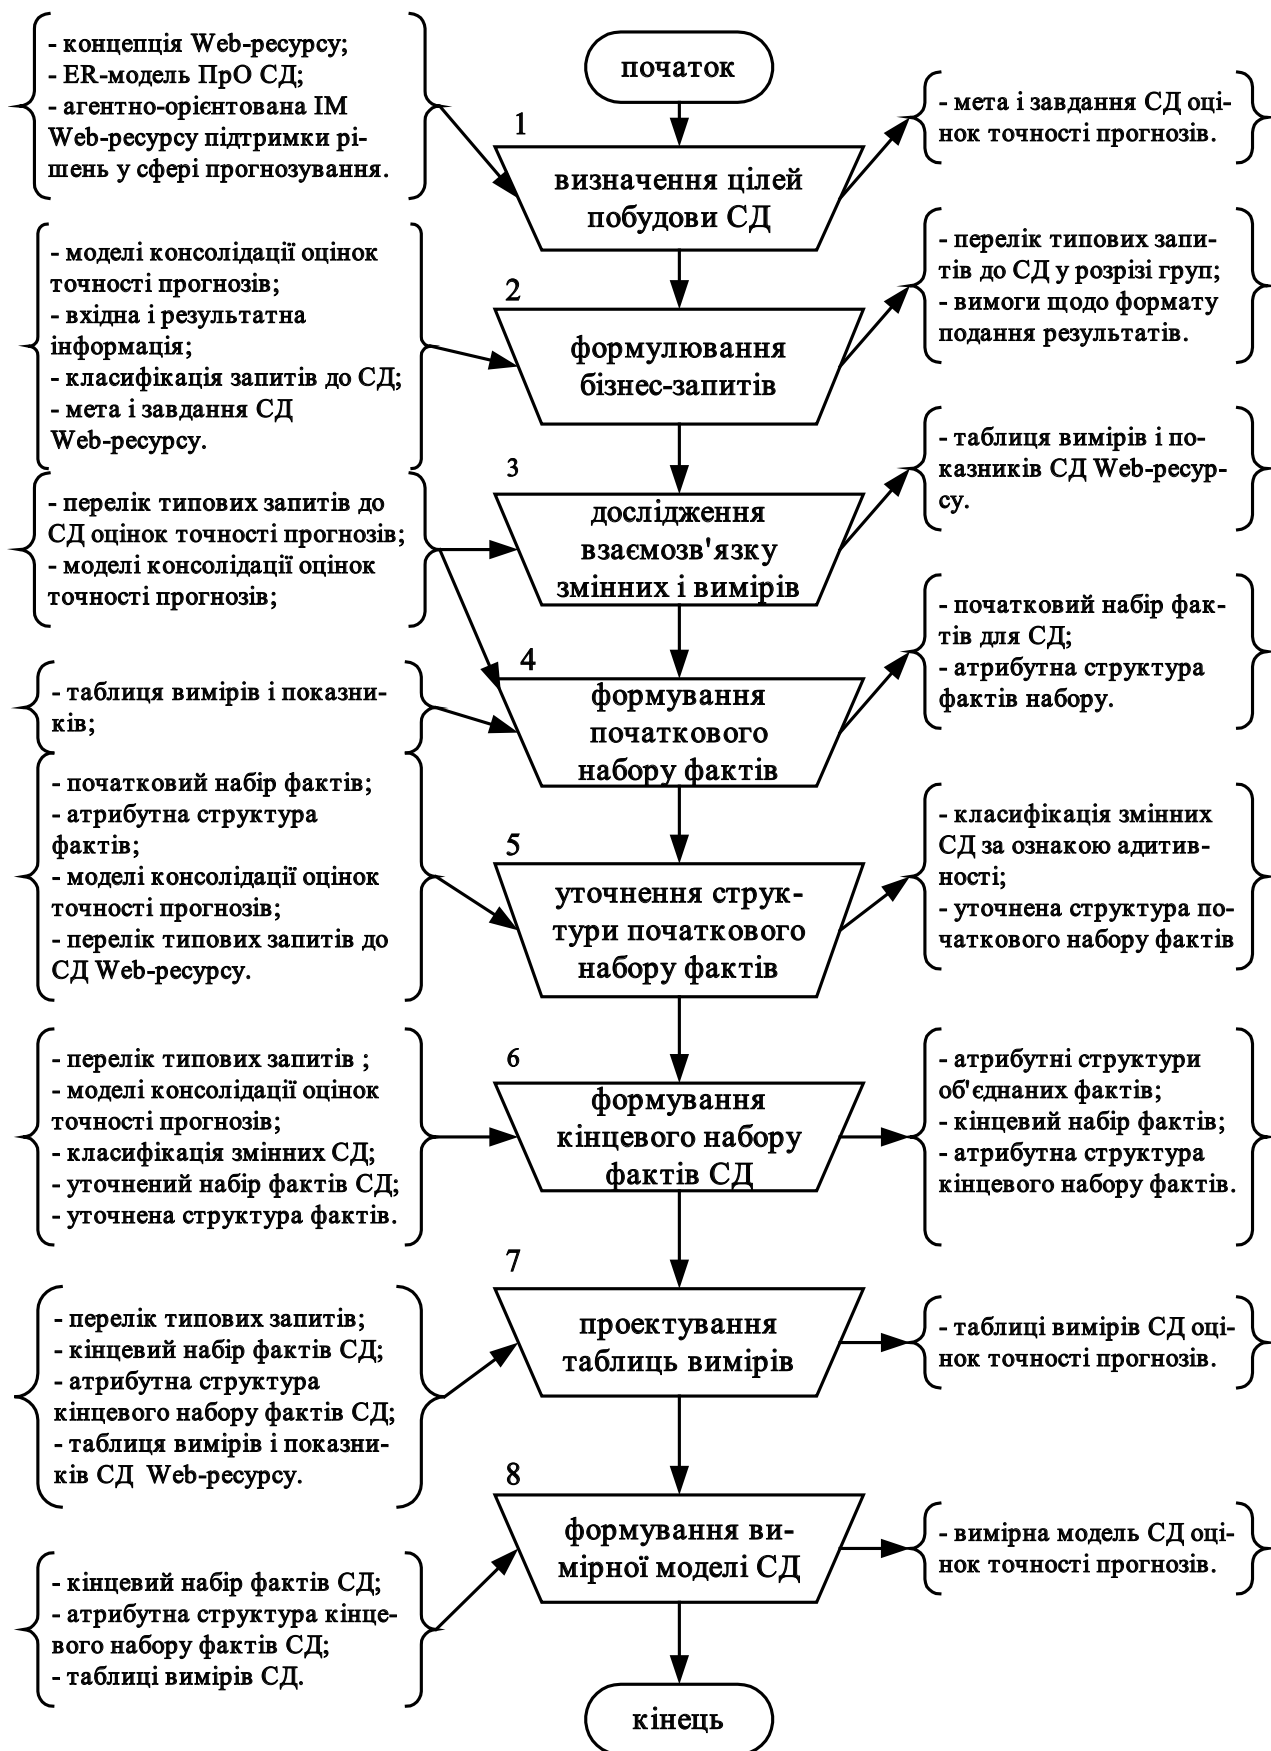 початок
- концепція Web-ресурсу;
- ER-модель ПрО СД;
- агентно-орієнтована ІМ
Web-ресурсу підтримки рі-
шень у сфері прогнозування.
1
визначення цілей
побудови СД
- мета і завдання СД оці-
нок точності прогнозів.
- моделі консолідації оцінок
точності прогнозів;
- вхідна і результатна
інформація;
- класифікація запитів до СД;
- мета і завдання СД
Web-ресурсу.
2
формулювання
бізнес-запитів
- перелік типових запи-
тів до СД у розрізі груп;
- вимоги щодо формату
подання результатів.
- перелік типових запитів до
СД оцінок точності прогнозів;
- моделі консолідації оцінок
точності прогнозів;
3
дослідження
взаємозв'язку
змінних і вимірів
- таблиця вимірів і по-
казників СД Web-ресур-
су.
- таблиця вимірів і показни-
ків;
4
формування
початкового
набору фактів
- початковий набір фак-
тів для СД;
- атрибутна структура
фактів набору.
- початковий набір фактів;
- атрибутна структура
фактів;
- моделі консолідації оцінок
точності прогнозів;
- перелік типових запитів до
СД Web-ресурсу.
5
уточнення струк-
тури початкового
набору фактів
- класифікація змінних
СД за ознакою адитив-
ності;
- уточнена структура по-
чаткового набору фактів
- перелік типових запитів ;
- моделі консолідації оцінок
точності прогнозів;
- класифікація змінних СД;
- уточнений набір фактів СД;
- уточнена структура фактів.
6
формування
кінцевого набору
фактів СД
- атрибутні структури
об'єднаних фактів;
- кінцевий набір фактів;
- атрибутна структура
кінцевого набору фактів.
- перелік типових запитів;
- кінцевий набір фактів СД;
- атрибутна структура
кінцевого набору фактів СД;
- таблиця вимірів і показни-
ків СД Web-ресурсу.
7
проектування
таблиць вимірів
- таблиці вимірів СД оці-
нок точності прогнозів.
- кінцевий набір фактів СД;
- атрибутна структура кінце-
вого набору фактів СД;
- таблиці вимірів СД.
8
формування ви-
мірної моделі СД
- вимірна модель СД оці-
нок точності прогнозів.
кінець